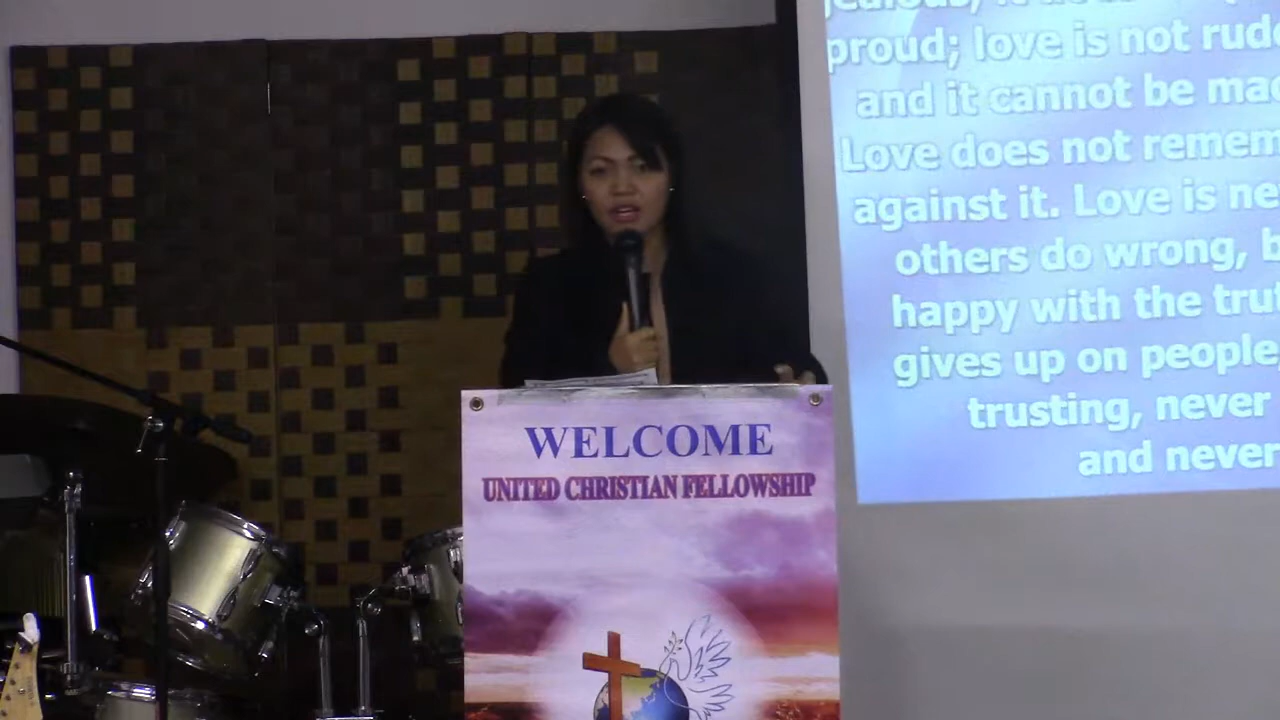 WELCOME
UNITED CHRISTIAN FELLOWSHIP
proud; love is not rude
and it cannot be
Love does not
against it. Love is
others do wrong,
happy with the
gives up on people,
trusting, never
and never